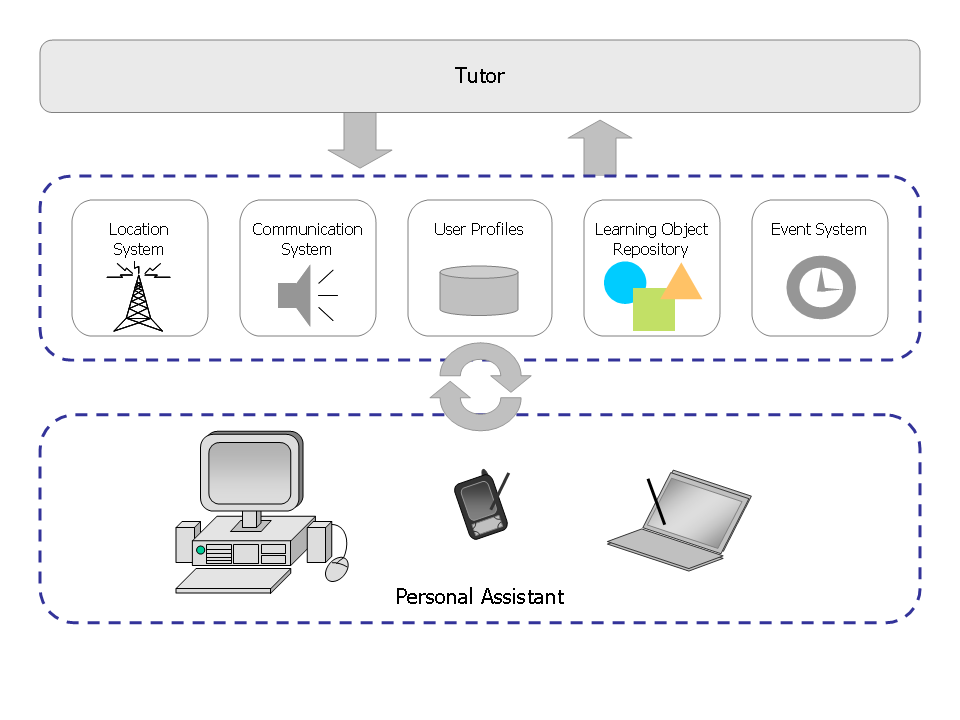 Tutor
Location
System
Communication
System
User Profiles
Learning Object
Repository
Event System
Personal Assistant